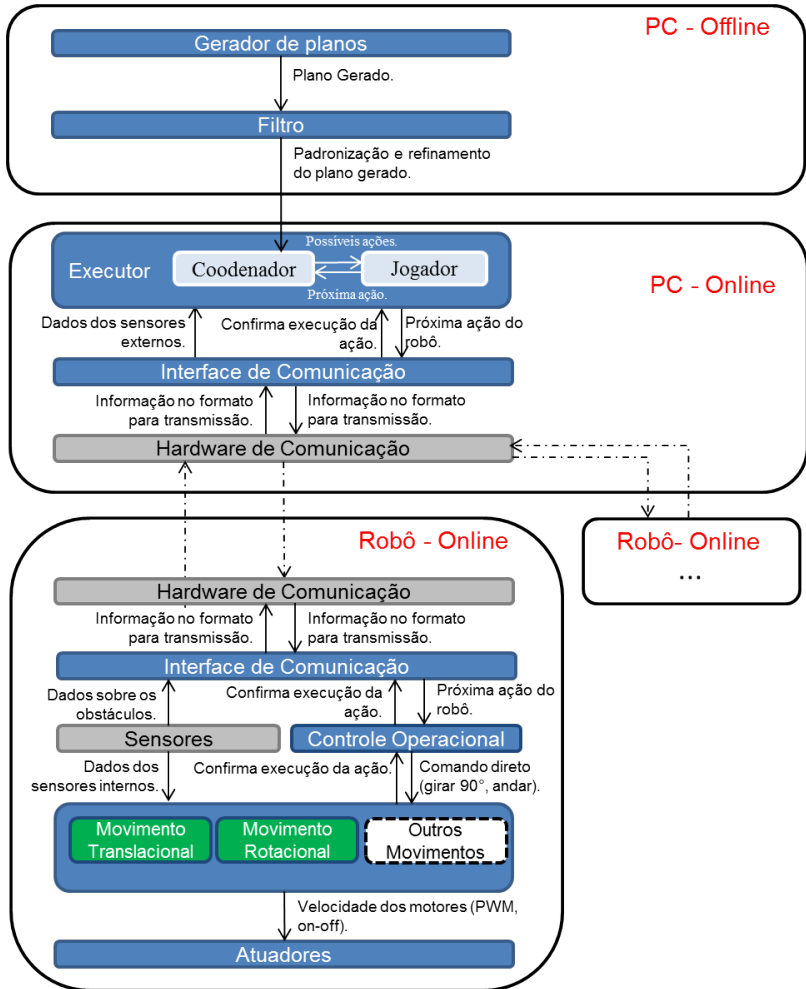 PC - Offline
Gerador de planos
Plano Gerado.
Filtro
Padronização e refinamento
do plano gerado.
PC - Online
Possíveis ações.
Executor
Coodenador
Jogador
Próxima ação.
Dados dos sensores
externos.
Confirma execução da
ação.
Próxima ação do
robô.
Interface de Comunicação
Informação no formato
para transmissão.
Informação no formato
para transmissão.
Hardware de Comunicação
Robô- Online
...
Robô - Online
Hardware de Comunicação
Informação no formato
para transmissão.
Informação no formato
para transmissão.
Interface de Comunicação
Dados sobre os
obstáculos.
Confirma execução da
ação.
Próxima ação do
robô.
Sensores
Controle Operacional
Dados dos
sensores internos.
Confirma execução da ação.
Comando direto
(girar 90°, andar).
Movimento
Translacional
Movimento
Rotacional
Outros
Movimentos
Velocidade dos motores (PWM,
on-off).
Atuadores